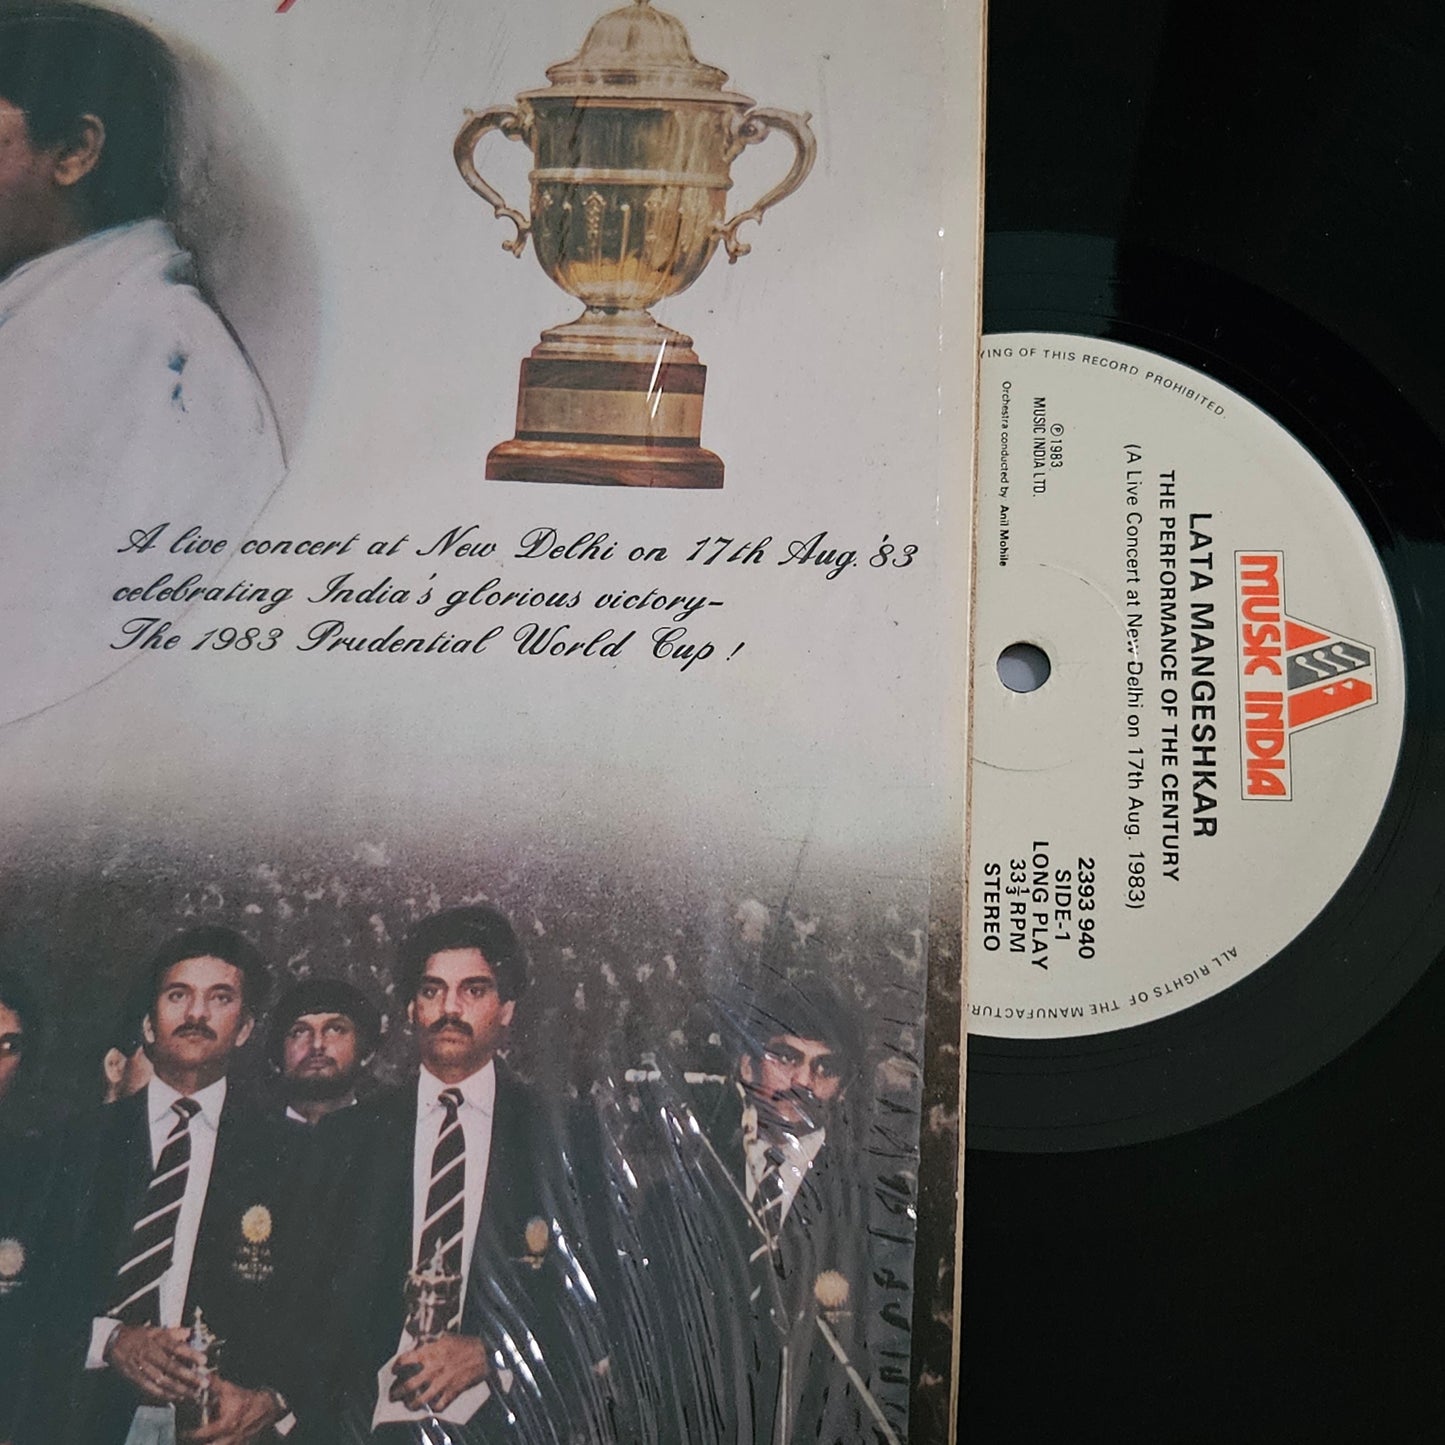 A live concert at New Delhi on 17th Aug. '83
celebrating India's glorious victory-
The 1983 Prudential World Cup !
YING OF THIS RECORD PROHIBITED.
MUSIC INDIA
LATA MANGESHKAR
THE PERFORMANCE OF THE CENTURY
(A Live Concert at New Delhi on 17th Aug. 1983)
℗ 1983.
MUSIC INDIA LTD.
Orchestra conducted by Anil Mohile
2393 940
SIDE-1
LONG PLAY
33⅓ RPM
STEREO
ALL RIGHTS OF THE MANUFACTUR
INDIA